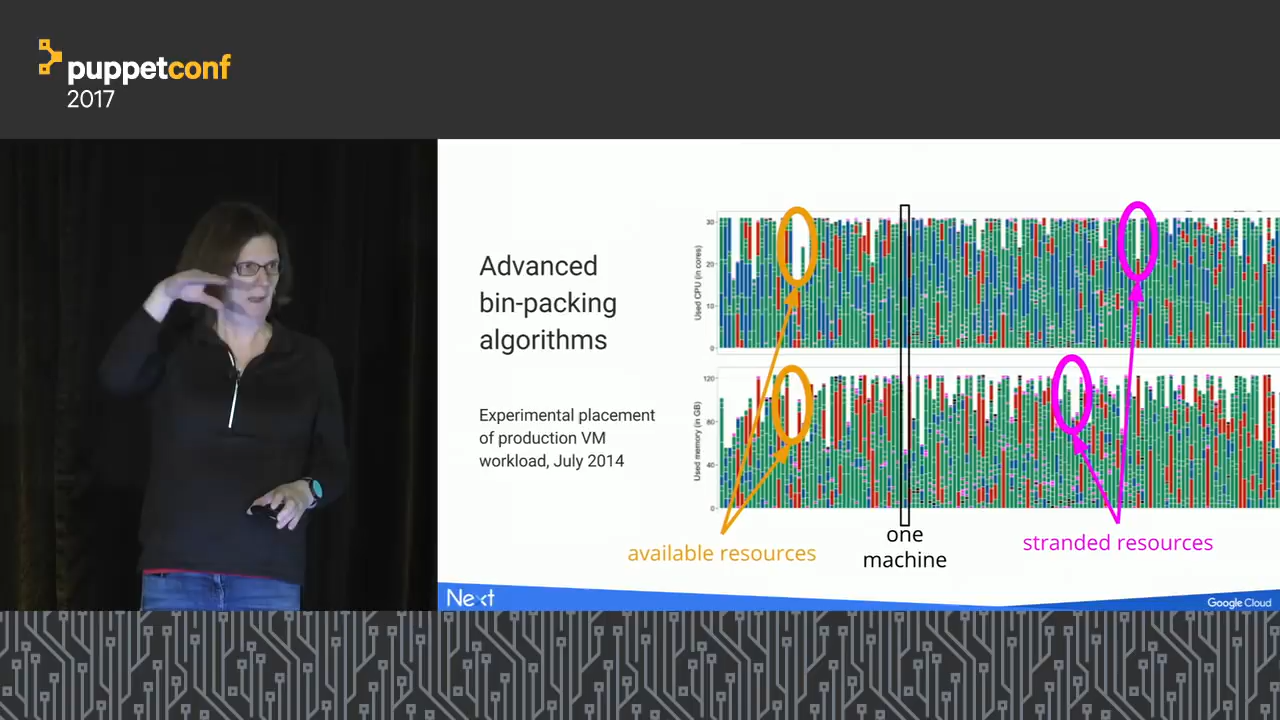 puppetconf
2017
Advanced
bin-packing
algorithms
Experimental placement
of production VM
workload, July 2014
Used CPU (in cores)
30
20
10
0
Used memory (in GB)
120
80
40
0
available resources
one
machine
stranded resources
Next
Google Cloud